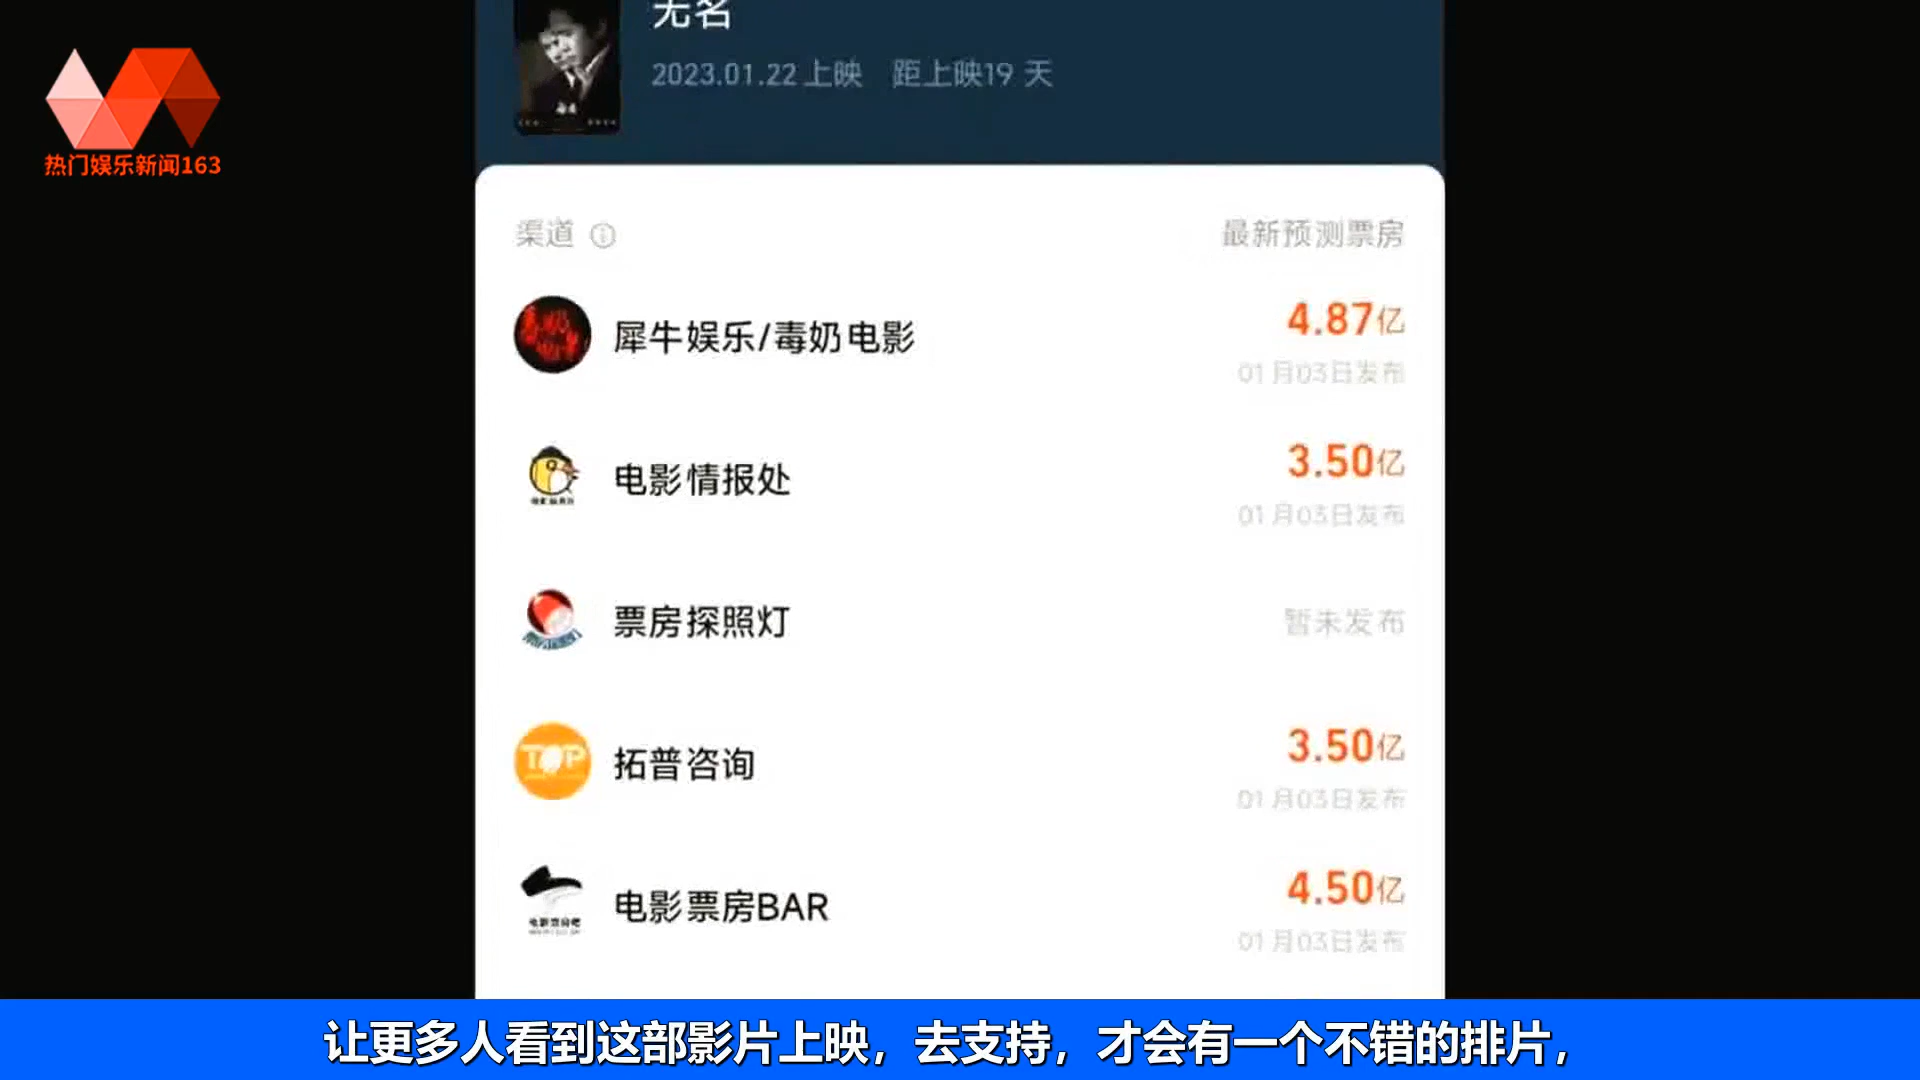 无名
2023.01.22上映 距上映19 天
热门娱乐新闻163
渠道
最新预测票房
犀牛娱乐/毒奶电影
4.87亿
01月03日发布
电影情报处
3.50亿
01月03日发布
票房探照灯
暂未发布
TOP
拓普咨询
3.50亿
01月03日发布
电影票房BAR
4.50亿
01月03日发布
让更多人看到这部影片上映，去支持，才会有一个不错的排片，